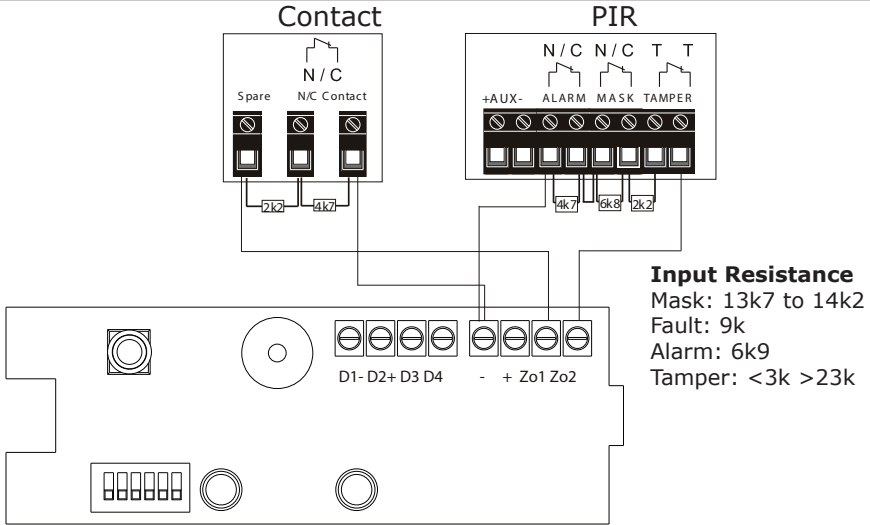 Contact
PIR
N / C
Spare
N/C Contact
N / C N / C T T
+AUX- ALARM MASK TAMPER
2k2
4k7
4k7
6k8
2k2
Input Resistance
Mask: 13k7 to 14k2
Fault: 9k
Alarm: 6k9
Tamper: <3k >23k
D1- D2+ D3 D4
- + Zo1 Zo2